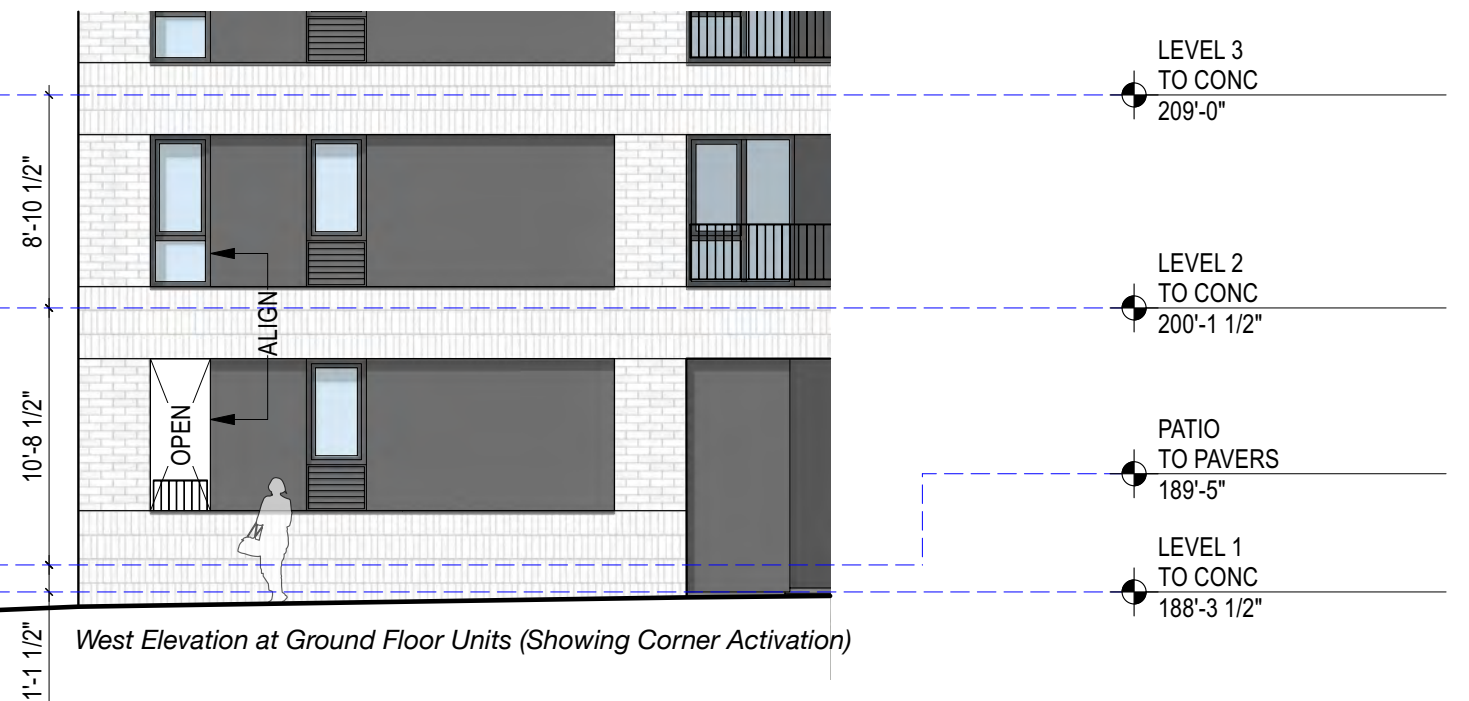 LEVEL 3
TO CONC
209'-0"
8'-10 1/2"
LEVEL 2
TO CONC
200'-1 1/2"
ALIGN
OPEN
10'-8 1/2"
PATIO
TO PAVERS
189'-5"
LEVEL 1
TO CONC
188'-3 1/2"
1'-1 1/2"
West Elevation at Ground Floor Units (Showing Corner Activation)